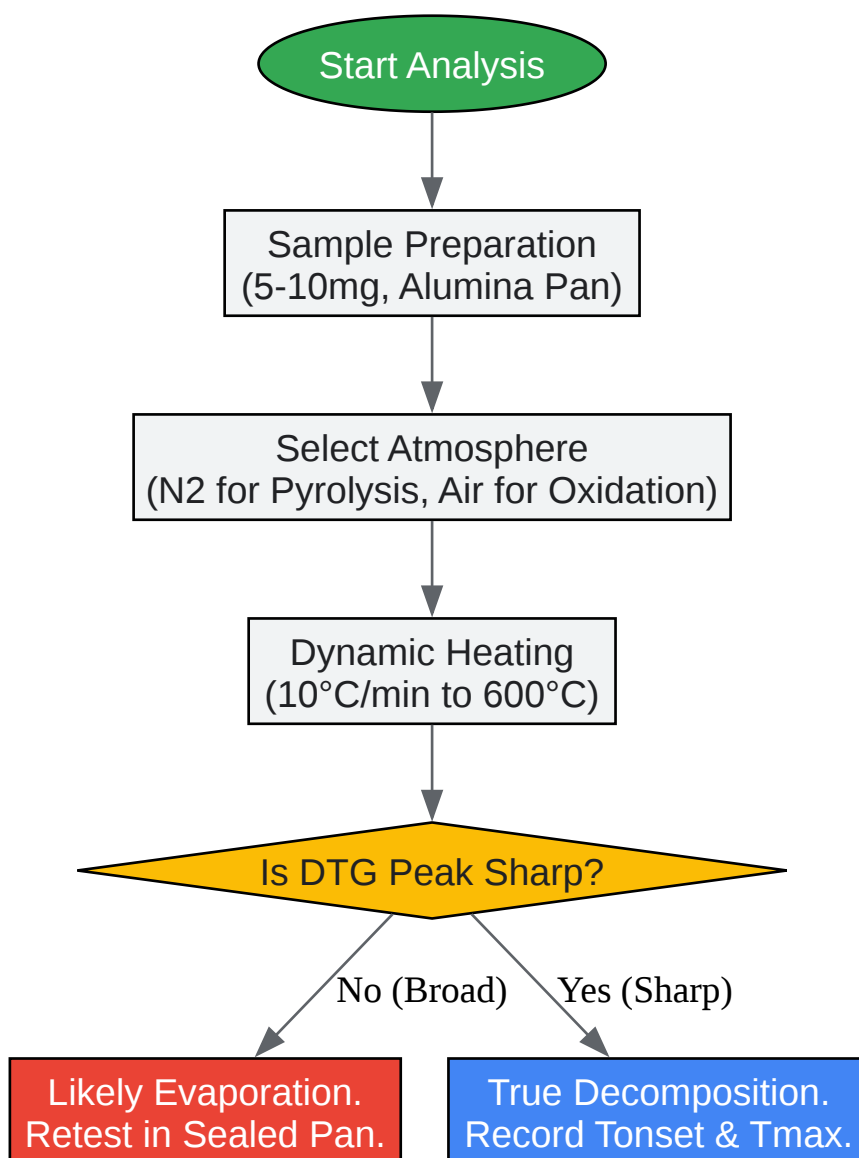 Start Analysis
Sample Preparation
(5-10mg, Alumina Pan)
Select Atmosphere
(N2 for Pyrolysis, Air for Oxidation)
Dynamic Heating
(10°C/min to 600°C)
Is DTG Peak Sharp?
No (Broad)
Yes (Sharp)
Likely Evaporation.
Retest in Sealed Pan.
True Decomposition.
Record Tonset & Tmax.